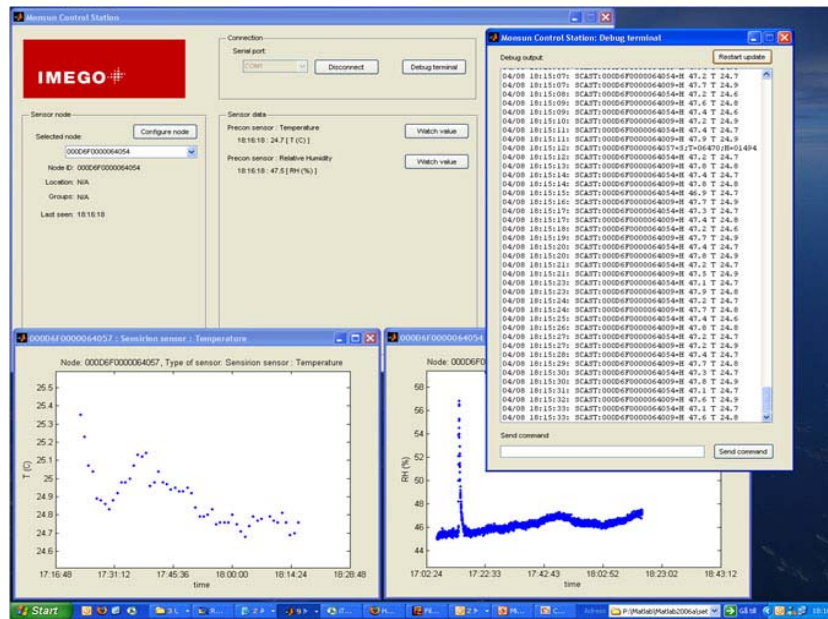 Monsun Control Station
IMEGO
Connection
Serial port:
COM1
Disconnect
Debug terminal
Sensor node
Selected node:
Configure node
000D6F0000064054
Node ID: 000D6F0000064054
Location: N/A
Groups: N/A
Last seen: 18:16:18
Sensor data
Precon sensor : Temperature
18:16:18 : 24.7 [ T (C) ]
Watch value
Precon sensor : Relative Humidity
18:16:18 : 47.5 [ RH (%) ]
Watch value
Monsun Control Station: Debug terminal
Debug output:
Restart update
04/08 18:15:07: SCAST:000D6F0000064054=H 47.2 T 24.7
04/08 18:15:07: SCAST:000D6F0000064009=H 47.7 T 24.9
04/08 18:15:08: SCAST:000D6F0000064054=H 47.2 T 24.6
04/08 18:15:09: SCAST:000D6F0000064009=H 47.6 T 24.8
04/08 18:15:09: SCAST:000D6F0000064054=H 47.4 T 24.6
04/08 18:15:10: SCAST:000D6F0000064009=H 47.2 T 24.9
04/08 18:15:11: SCAST:000D6F0000064054=H 47.4 T 24.7
04/08 18:15:11: SCAST:000D6F0000064009=H 47.9 T 24.9
04/08 18:15:12: SCAST:000D6F0000064057=S;T=06470;H=01494
04/08 18:15:12: SCAST:000D6F0000064054=H 47.2 T 24.7
04/08 18:15:13: SCAST:000D6F0000064009=H 47.8 T 24.8
04/08 18:15:14: SCAST:000D6F0000064054=H 47.4 T 24.7
04/08 18:15:14: SCAST:000D6F0000064009=H 47.8 T 24.8
04/08 18:15:15: SCAST:000D6F0000064054=H 46.9 T 24.7
04/08 18:15:16: SCAST:000D6F0000064009=H 47.7 T 24.9
04/08 18:15:17: SCAST:000D6F0000064054=H 47.3 T 24.7
04/08 18:15:17: SCAST:000D6F0000064009=H 47.4 T 24.8
04/08 18:15:18: SCAST:000D6F0000064054=H 47.2 T 24.6
04/08 18:15:19: SCAST:000D6F0000064009=H 47.7 T 24.9
04/08 18:15:20: SCAST:000D6F0000064054=H 47.4 T 24.7
04/08 18:15:20: SCAST:000D6F0000064009=H 47.8 T 24.9
04/08 18:15:21: SCAST:000D6F0000064054=H 47.2 T 24.7
04/08 18:15:21: SCAST:000D6F0000064009=H 47.5 T 24.9
04/08 18:15:23: SCAST:000D6F0000064054=H 47.1 T 24.7
04/08 18:15:23: SCAST:000D6F0000064009=H 47.9 T 24.8
04/08 18:15:24: SCAST:000D6F0000064054=H 47.2 T 24.7
04/08 18:15:24: SCAST:000D6F0000064009=H 47.7 T 24.8
04/08 18:15:25: SCAST:000D6F0000064054=H 47.4 T 24.6
04/08 18:15:26: SCAST:000D6F0000064009=H 47.8 T 24.8
04/08 18:15:27: SCAST:000D6F0000064054=H 47.2 T 24.7
04/08 18:15:27: SCAST:000D6F0000064009=H 47.2 T 24.9
04/08 18:15:28: SCAST:000D6F0000064054=H 47.4 T 24.7
04/08 18:15:29: SCAST:000D6F0000064009=H 47.7 T 24.8
04/08 18:15:30: SCAST:000D6F0000064054=H 47.3 T 24.7
04/08 18:15:30: SCAST:000D6F0000064009=H 47.8 T 24.9
04/08 18:15:31: SCAST:000D6F0000064054=H 47.1 T 24.7
04/08 18:15:32: SCAST:000D6F0000064009=H 47.6 T 24.9
04/08 18:15:33: SCAST:000D6F0000064054=H 47.1 T 24.7
04/08 18:15:33: SCAST:000D6F0000064009=H 47.6 T 24.8
Send command
Send command
000D6F0000064057 : Sensirion sensor : Temperature
Node: 000D6F0000064057, Type of sensor: Sensirion sensor : Temperature
25.5
25.4
25.3
25.2
25.1
25
24.9
24.8
24.7
24.6
T (C)
17:16:48
17:31:12
17:45:36
18:00:00
18:14:24
18:28:48
time
000D6F0000064054
Node: 000D6F0
58
56
54
52
50
48
46
44
RH (%)
17:02:24
17:22:33
17:42:43
18:02:52
18:23:02
18:43:12
time
Start
Adress
P:\Matlab\Matlab2006a\set
Gå till